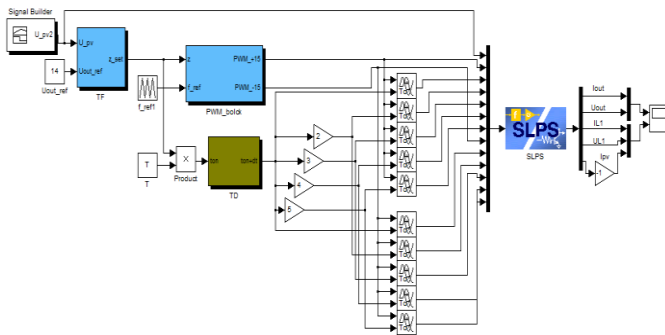 Signal Builder
U_pv2
U_pv
z_sef
Uout_ref
14
Uout_ref
TF
f_ref1
z
PWM_+15
f_ref
PWM_-15
PWM_bolck
T
T
×
Product
ton
ton+dt
TD
2
3
4
5
SLPS
SLPS
Iout
Uout
IL1
UL1
Ipv
-1